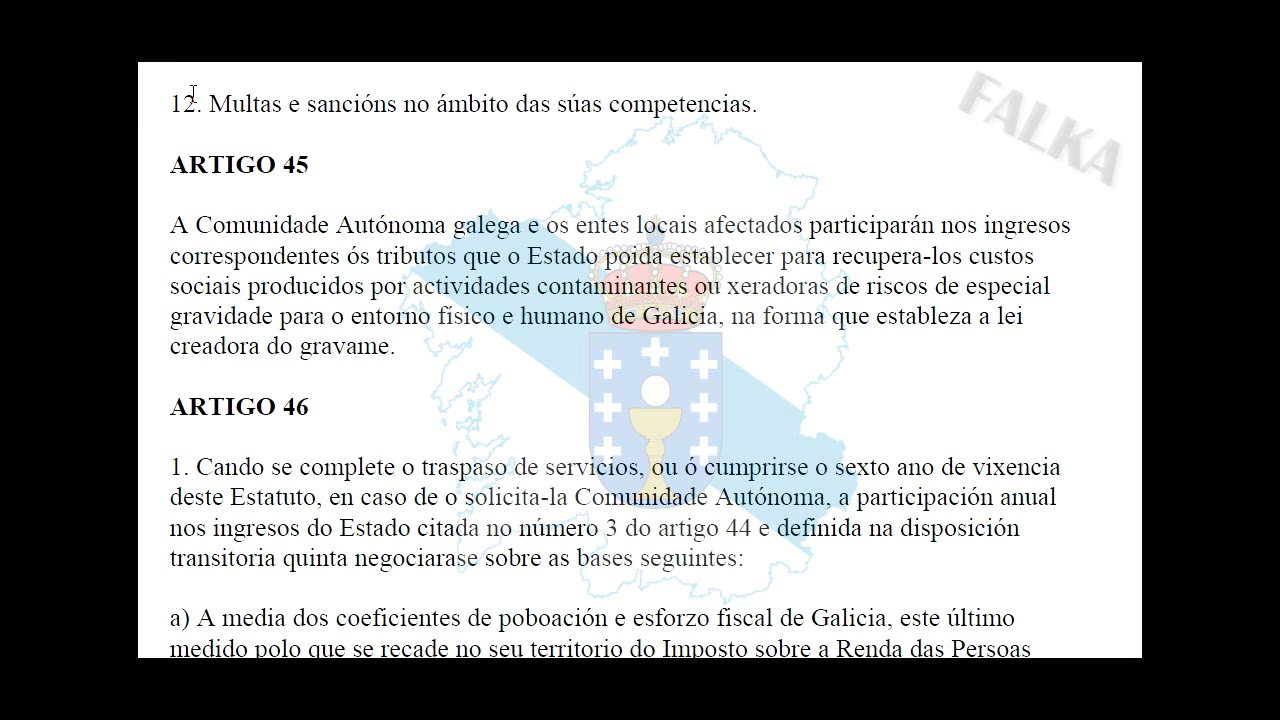 FALKA
12. Multas e sancións no ámbito das súas competencias.
ARTIGO 45
A Comunidade Autónoma galega e os entes locais afectados participarán nos ingresos
correspondentes ós tributos que o Estado poida establecer para recupera-los custos
sociais producidos por actividades contaminantes ou xeradoras de riscos de especial
gravidade para o entorno físico e humano de Galicia, na forma que estableza a lei
creadora do gravame.
ARTIGO 46
1. Cando se complete o traspaso de servicios, ou ó cumprirse o sexto ano de vixencia
deste Estatuto, en caso de o solicita-la Comunidade Autónoma, a participación anual
nos ingresos do Estado citada no número 3 do artigo 44 e definida na disposición
transitoria quinta negociarase sobre as bases seguintes:
a) A media dos coeficientes de poboación e esforzo fiscal de Galicia, este último
medido polo que se recade no seu territorio do Imposto sobre a Renda das Persoas